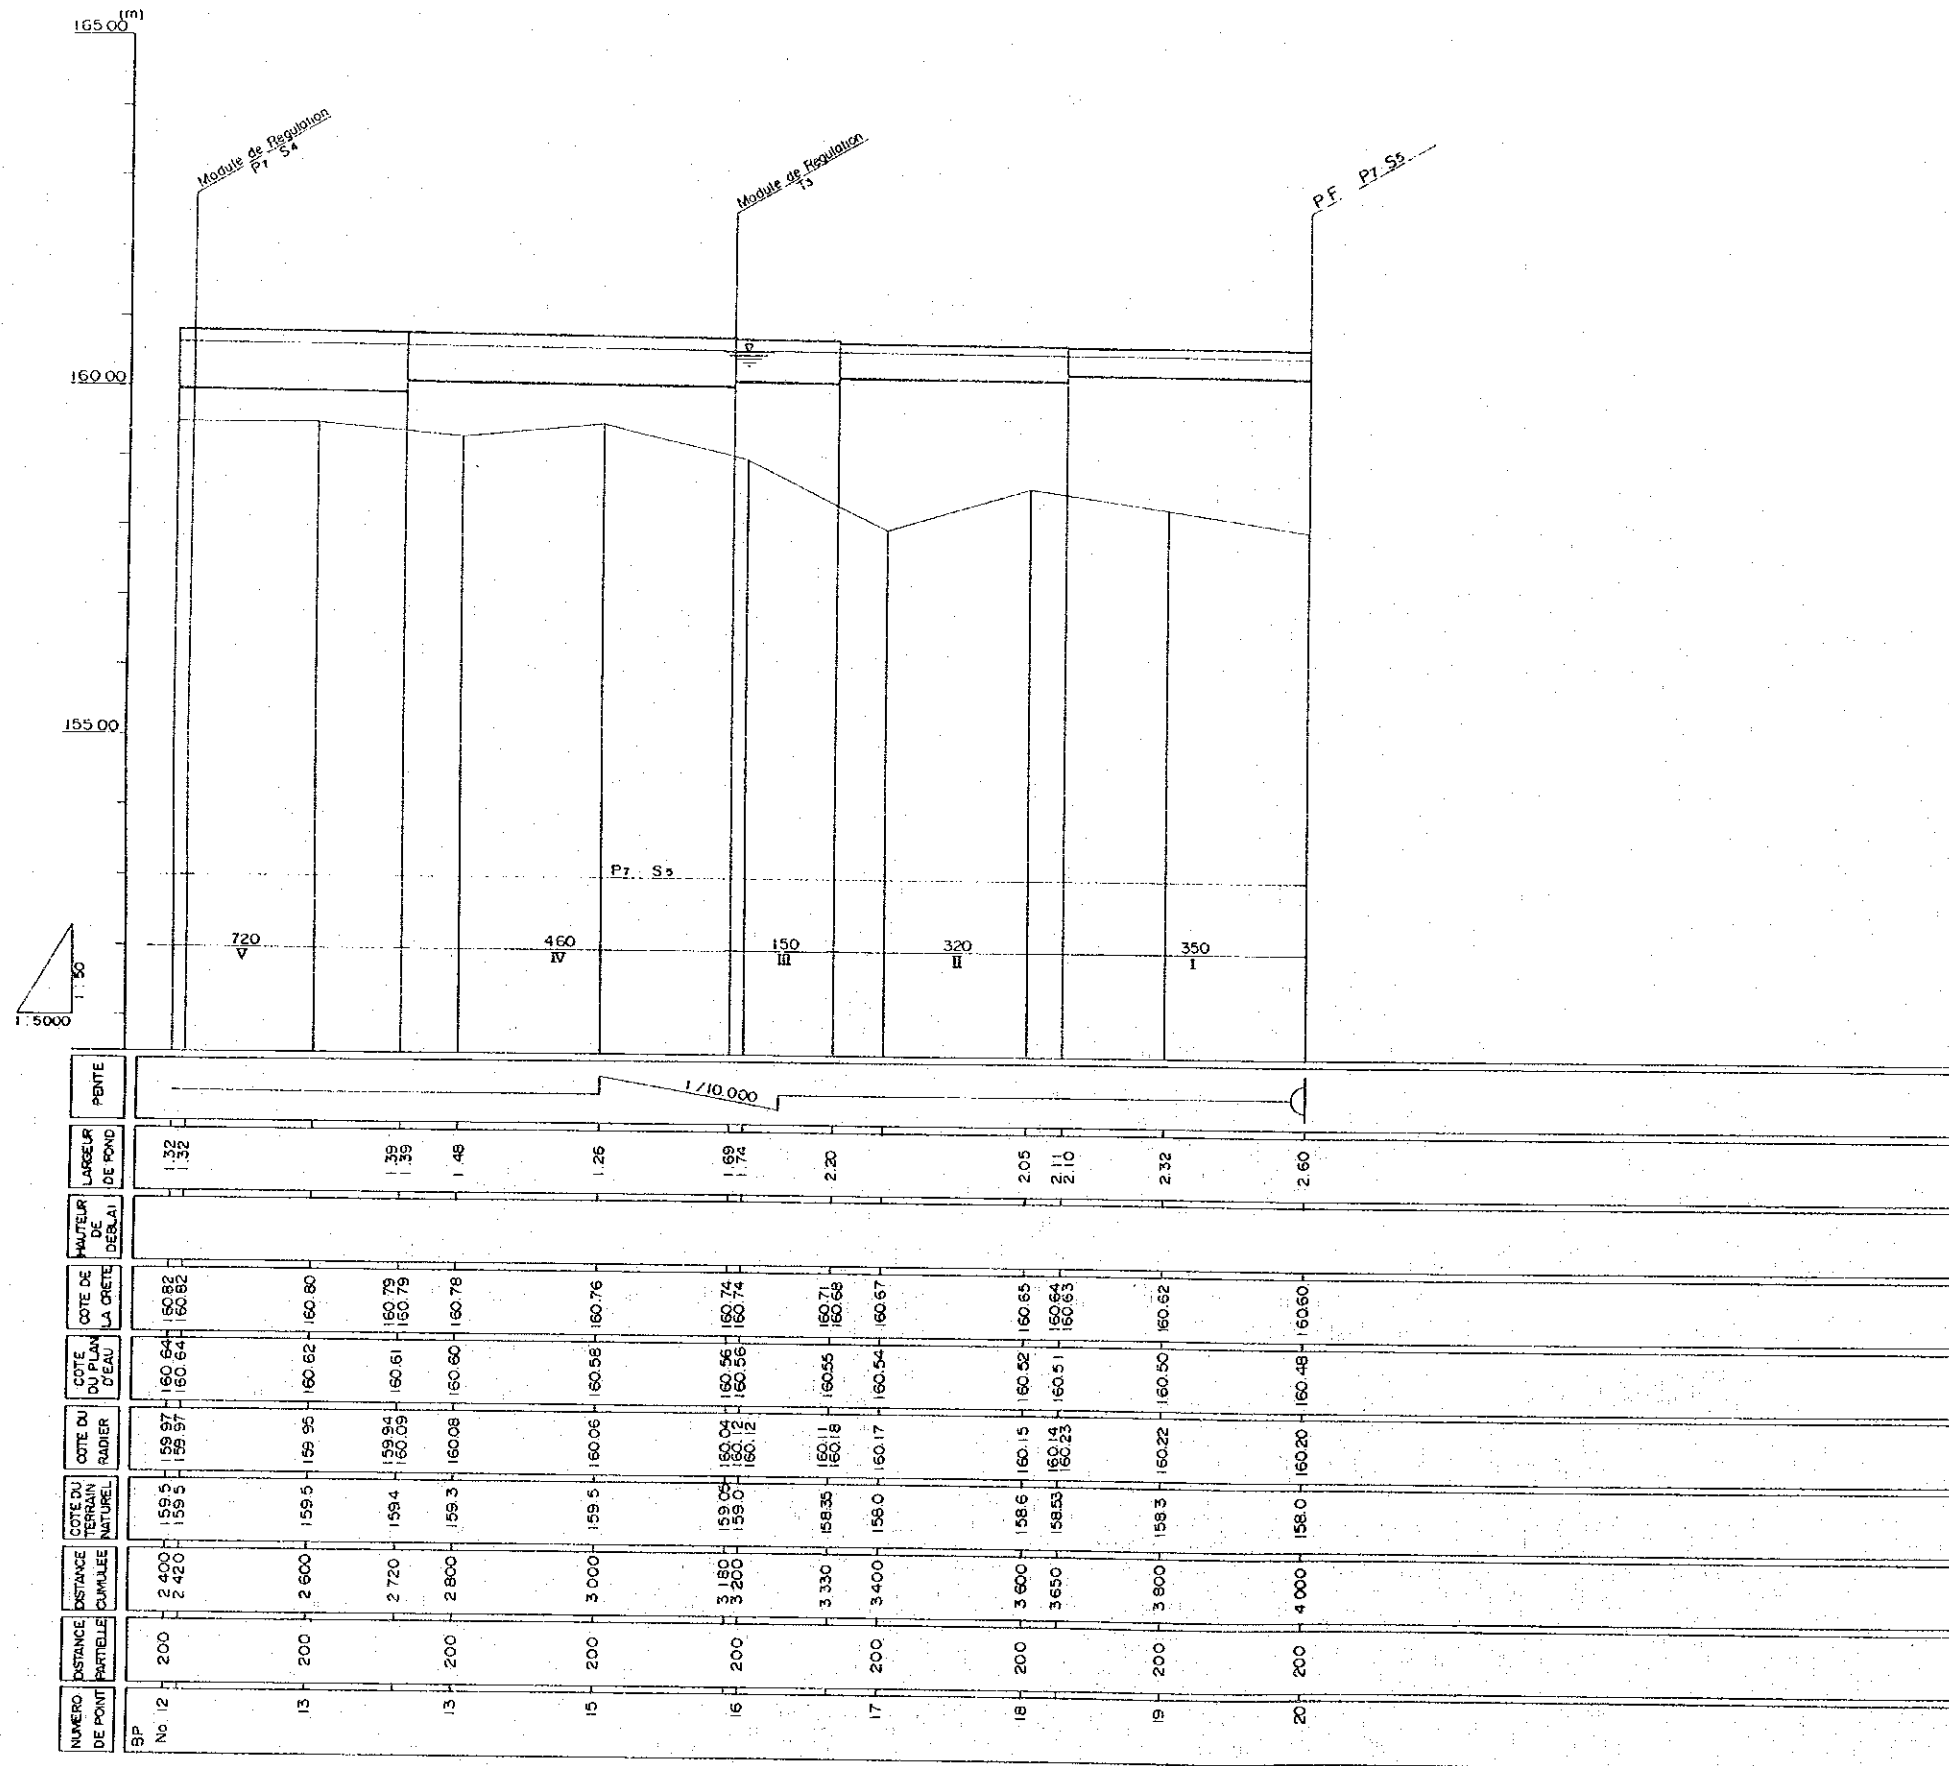 (m)
165.00
160.00
155.00
Module de Regulation
P7 S4
Module de Regulation
T3
P.F. P7 S5
P7 S5
720
V
460
IV
150
III
320
II
350
I
1:50
1:5000
PENTE
1/10.000
LARGEUR DE FOND
1.32 1.32 1.39 1.39 1.48 1.26 1.69 1.74 2.20 2.05 2.11 2.10 2.32 2.60
HAUTEUR DE DEBLAI
COTE DE LA CRETE
160.82 160.82 160.80 160.79 160.79 160.78 160.76 160.74 160.74 160.71 160.68 160.67 160.65 160.64 160.63 160.62 160.60
COTE DU PLAN D'EAU
160.64 160.64 160.62 160.61 160.60 160.58 160.56 160.56 160.55 160.54 160.52 160.51 160.50 160.48
COTE DU RADIER
159.97 159.97 159.95 159.94 160.09 160.08 160.06 160.04 160.12 160.12 160.11 160.18 160.17 160.15 160.14 160.23 160.22 160.20
COTE DU TERRAIN NATUREL
159.5 159.5 159.5 159.4 159.3 159.5 159.05 159.0 158.35 158.0 158.6 158.53 158.3 158.0
DISTANCE CUMULEE
2 400 2 420 2 600 2 720 2 800 3 000 3 180 3 200 3 330 3 400 3 600 3 650 3 800 4 000
DISTANCE PARTIELLE
200 200 200 200 200 200 200 200 200
NUMERO DE PONT
BP
No. 12 13 13 15 16 17 18 19 20